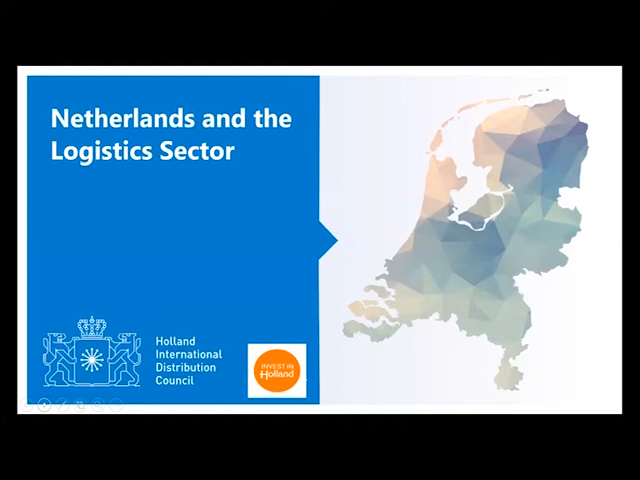 Netherlands and the
Logistics Sector
Holland
International
Distribution
Council
INVEST IN
Holland